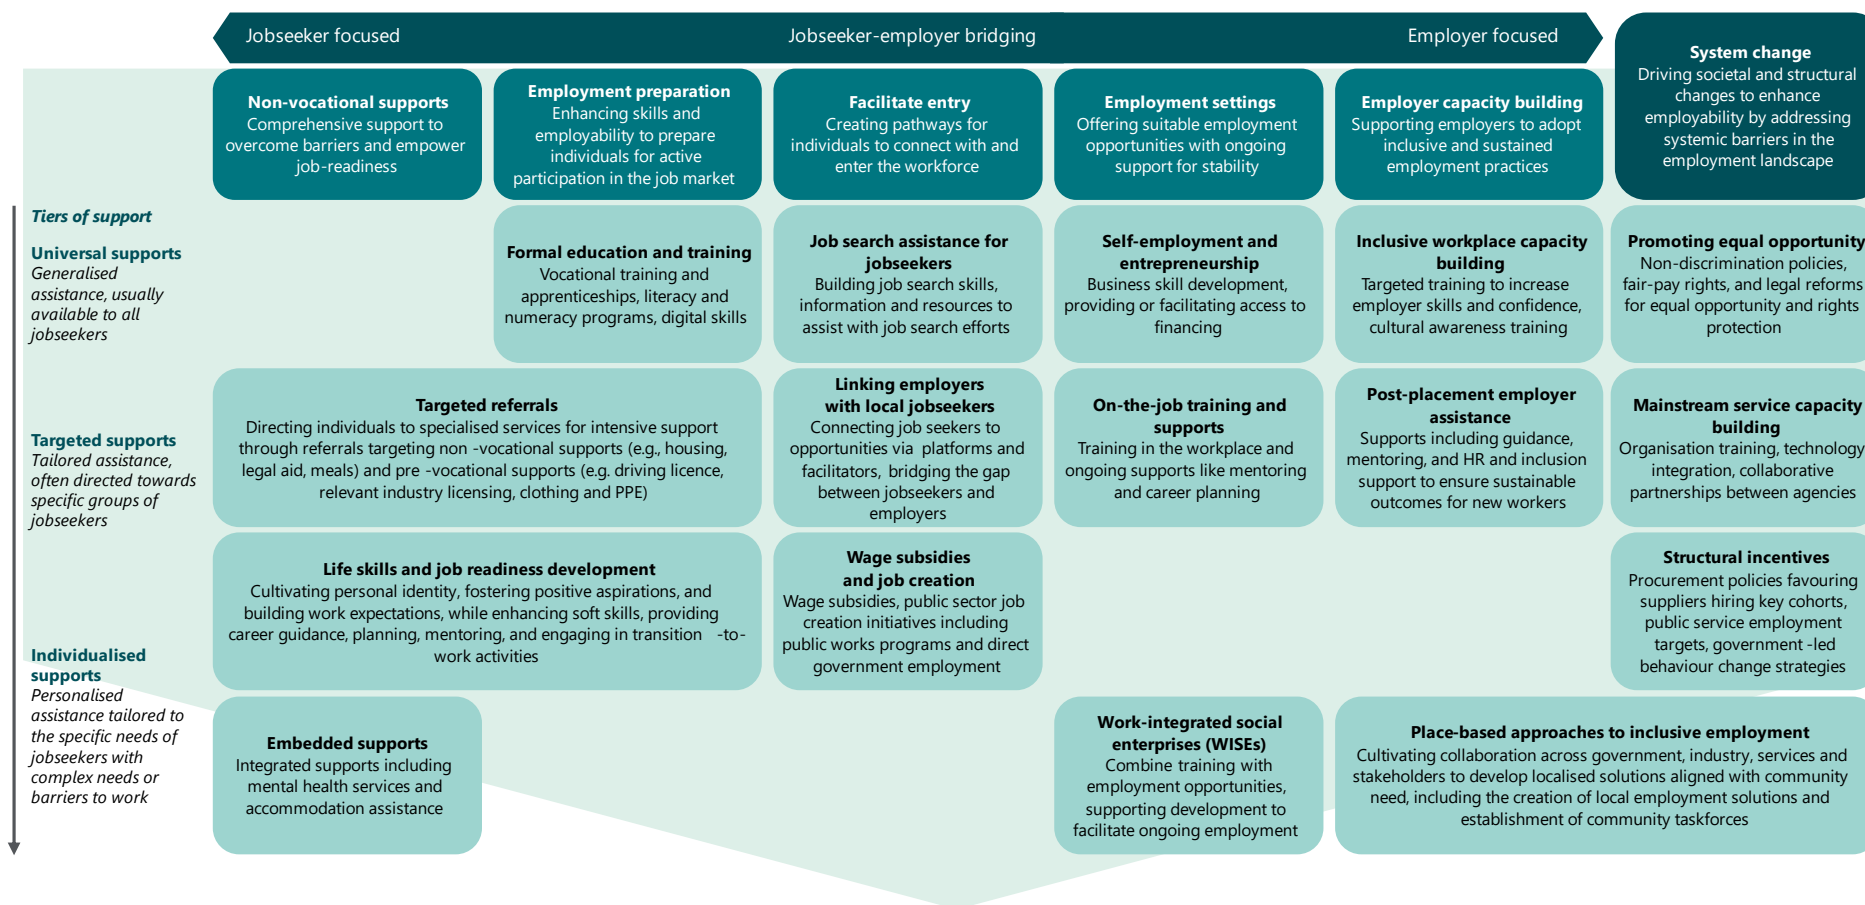 Jobseeker focused
Jobseeker-employer bridging
Employer focused
System change
Driving societal and structural
changes to enhance
employability by addressing
systemic barriers in the
employment landscape
Non-vocational supports
Comprehensive support to
overcome barriers and empower
job-readiness
Employment preparation
Enhancing skills and
employability to prepare
individuals for active
participation in the job market
Facilitate entry
Creating pathways for
individuals to connect with and
enter the workforce
Employment settings
Offering suitable employment
opportunities with ongoing
support for stability
Employer capacity building
Supporting employers to adopt
inclusive and sustained
employment practices
Tiers of support
Universal supports
Generalised
assistance, usually
available to all
jobseekers
Formal education and training
Vocational training and
apprenticeships, literacy and
numeracy programs, digital skills
Job search assistance for
jobseekers
Building job search skills,
information and resources to
assist with job search efforts
Self-employment and
entrepreneurship
Business skill development,
providing or facilitating access to
financing
Inclusive workplace capacity
building
Targeted training to increase
employer skills and confidence,
cultural awareness training
Promoting equal opportunity
Non-discrimination policies,
fair-pay rights, and legal reforms
for equal opportunity and rights
protection
Targeted supports
Tailored assistance,
often directed towards
specific groups of
jobseekers
Targeted referrals
Directing individuals to specialised services for intensive support
through referrals targeting non -vocational supports (e.g., housing,
legal aid, meals) and pre -vocational supports (e.g. driving licence,
relevant industry licensing, clothing and PPE)
Linking employers
with local jobseekers
Connecting job seekers to
opportunities via platforms and
facilitators, bridging the gap
between jobseekers and
employers
On-the-job training and
supports
Training in the workplace and
ongoing supports like mentoring
and career planning
Post-placement employer
assistance
Supports including guidance,
mentoring, and HR and inclusion
support to ensure sustainable
outcomes for new workers
Mainstream service capacity
building
Organisation training, technology
integration, collaborative
partnerships between agencies
Individualised
supports
Personalised
assistance tailored to
the specific needs of
jobseekers with
complex needs or
barriers to work
Life skills and job readiness development
Cultivating personal identity, fostering positive aspirations, and
building work expectations, while enhancing soft skills, providing
career guidance, planning, mentoring, and engaging in transition -to-
work activities
Wage subsidies
and job creation
Wage subsidies, public sector job
creation initiatives including
public works programs and direct
government employment
Structural incentives
Procurement policies favouring
suppliers hiring key cohorts,
public service employment
targets, government -led
behaviour change strategies
Embedded supports
Integrated supports including
mental health services and
accommodation assistance
Work-integrated social
enterprises (WISEs)
Combine training with
employment opportunities,
supporting development to
facilitate ongoing employment
Place-based approaches to inclusive employment
Cultivating collaboration across government, industry, services and
stakeholders to develop localised solutions aligned with community
need, including the creation of local employment solutions and
establishment of community taskforces